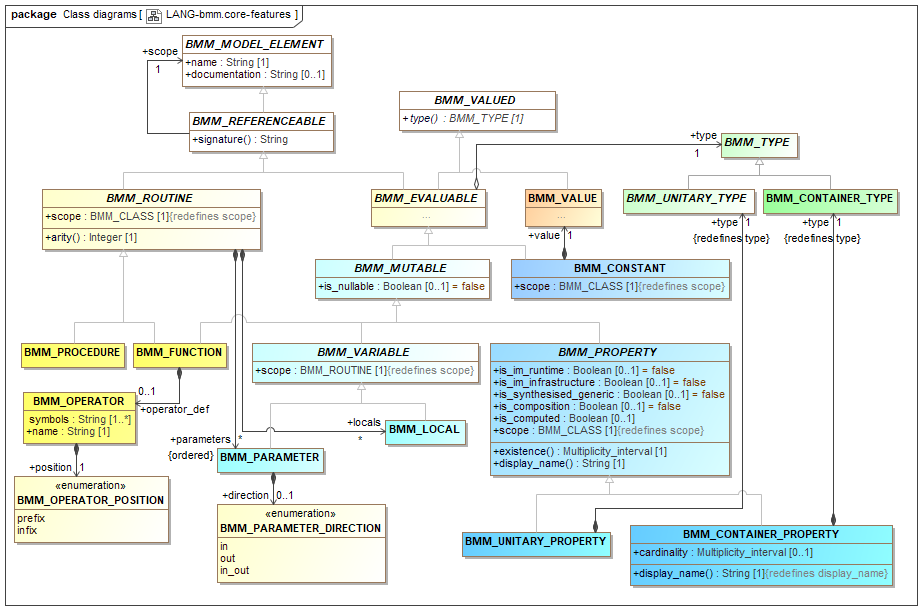 package Class diagrams [ LANG-bmm.core-features ]
BMM_MODEL_ELEMENT
+name : String [1]
+documentation : String [0..1]
+scope
1
BMM_REFERENCEABLE
+signature() : String
BMM_VALUED
+type() : BMM_TYPE [1]
+type
1
BMM_TYPE
BMM_ROUTINE
+scope : BMM_CLASS [1]{redefines scope}
+arity() : Integer [1]
BMM_EVALUABLE
...
BMM_VALUE
...
BMM_UNITARY_TYPE
BMM_CONTAINER_TYPE
+value 1
+type 1
{redefines type}
+type 1
{redefines type}
BMM_MUTABLE
+is_nullable : Boolean [0..1] = false
BMM_CONSTANT
+scope : BMM_CLASS [1]{redefines scope}
BMM_PROCEDURE
BMM_FUNCTION
BMM_VARIABLE
+scope : BMM_ROUTINE [1]{redefines scope}
BMM_PROPERTY
+is_im_runtime : Boolean [0..1] = false
+is_im_infrastructure : Boolean [0..1] = false
+is_synthesised_generic : Boolean [0..1] = false
+is_composition : Boolean [0..1] = false
+is_computed : Boolean [0..1]
+scope : BMM_CLASS [1]{redefines scope}
+existence() : Multiplicity_interval [1]
+display_name() : String [1]
0..1
+operator_def
BMM_OPERATOR
symbols : String [1..*]
+name : String [1]
+position 1
«enumeration»
BMM_OPERATOR_POSITION
prefix
infix
+parameters *
{ordered}
+locals
*
BMM_LOCAL
BMM_PARAMETER
+direction 0..1
«enumeration»
BMM_PARAMETER_DIRECTION
in
out
in_out
BMM_UNITARY_PROPERTY
BMM_CONTAINER_PROPERTY
+cardinality : Multiplicity_interval [0..1]
+display_name() : String [1]{redefines display_name}